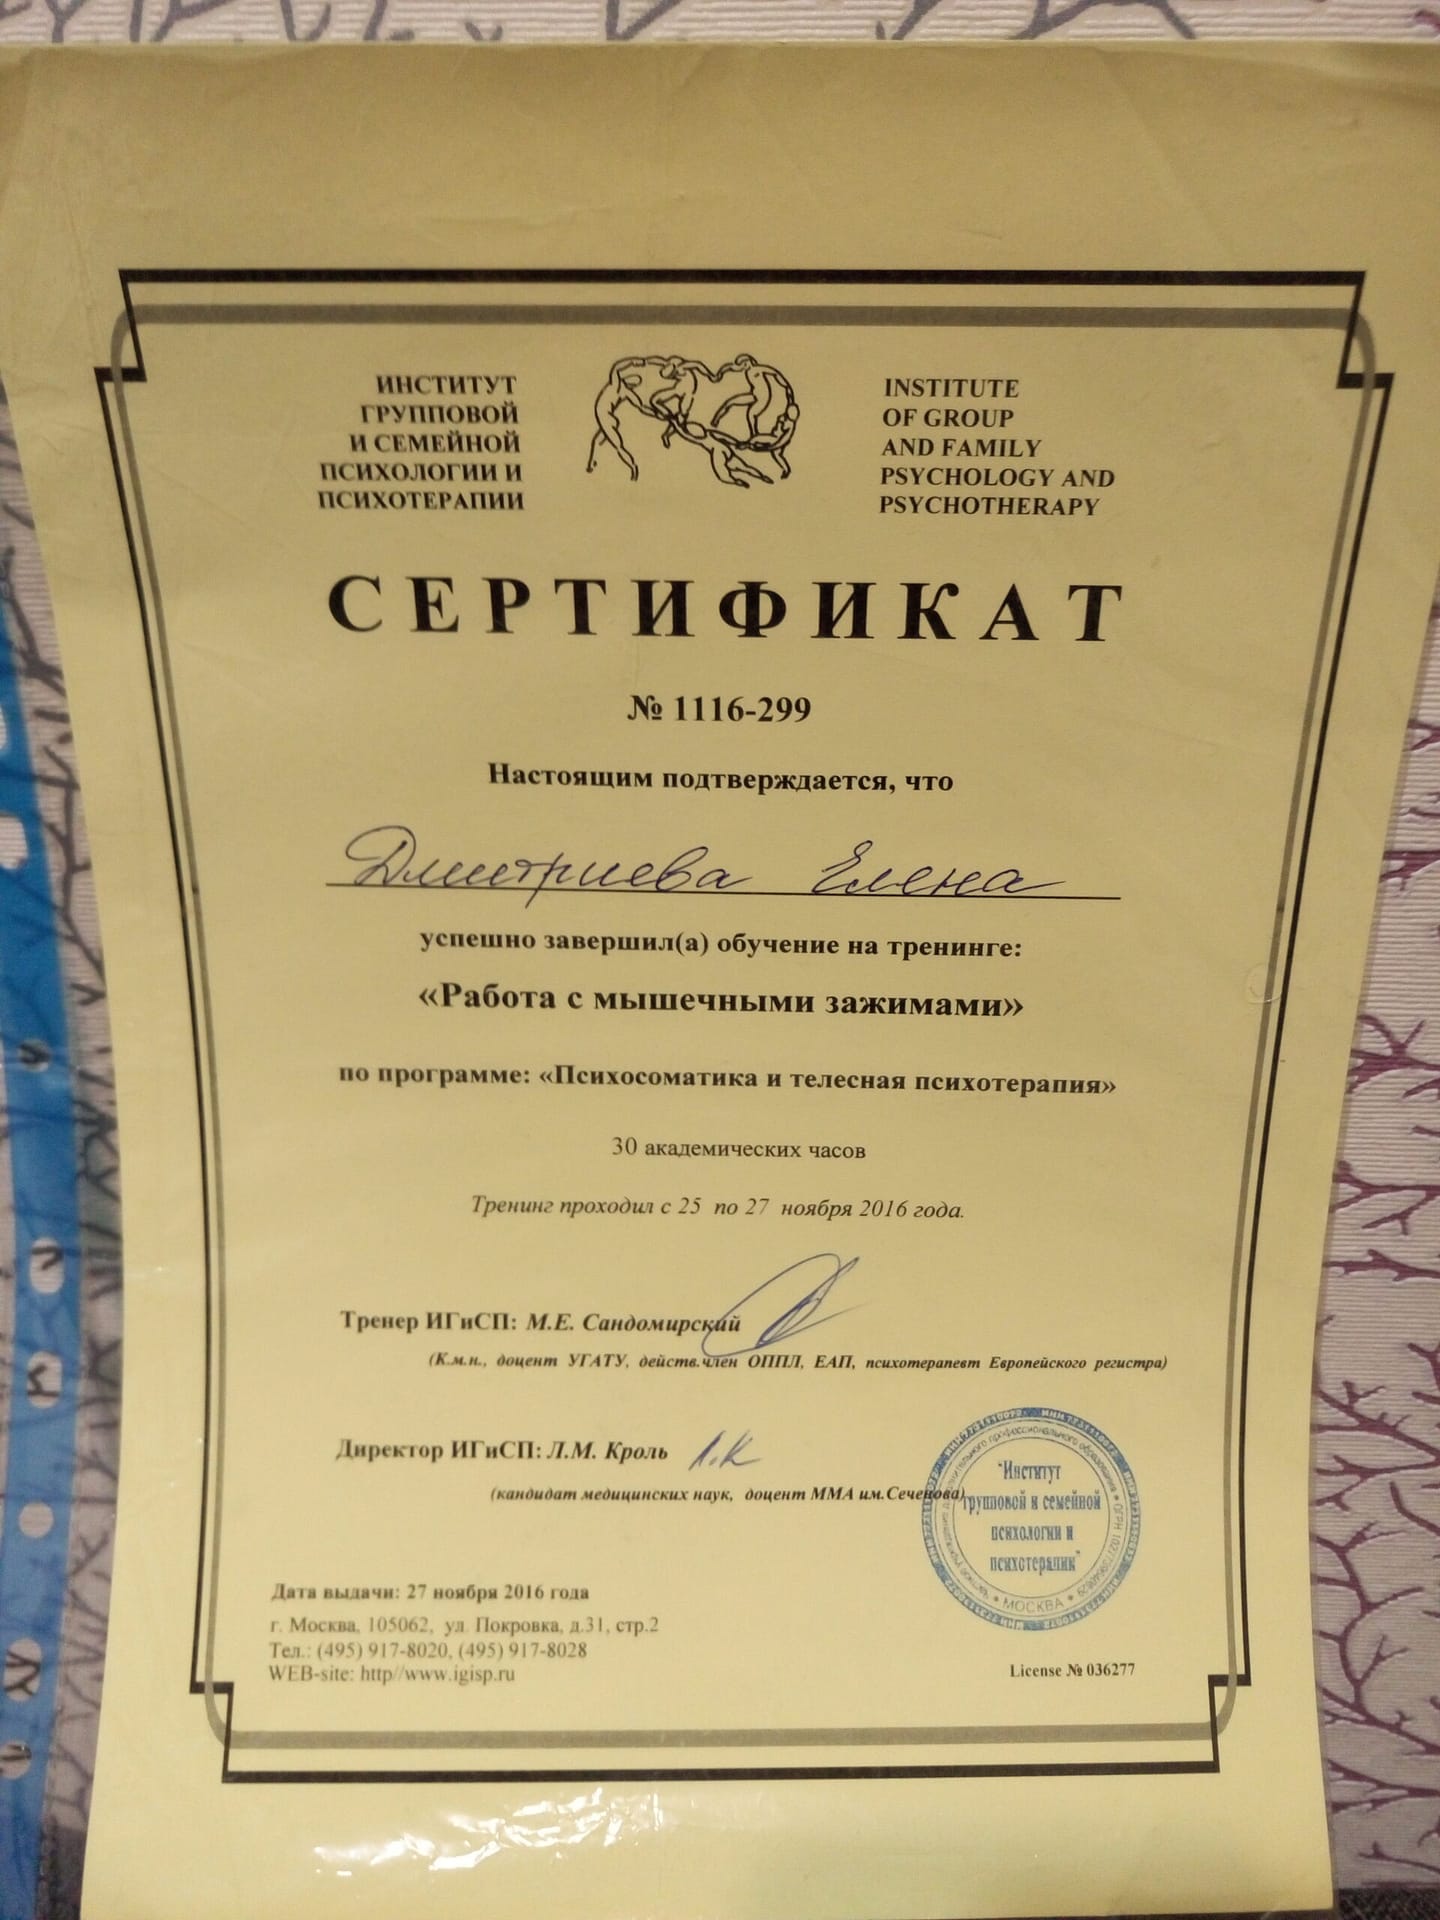 ИНСТИТУТ
ГРУППОВОЙ
И СЕМЕЙНОЙ
ПСИХОЛОГИИ И
ПСИХОТЕРАПИИ
INSTITUTE
OF GROUP
AND FAMILY
PSYCHOLOGY AND
PSYCHOTHERAPY
СЕРТИФИКАТ
№ 1116-299
Настоящим подтверждается, что
Дмитриева Елена
успешно завершил(а) обучение на тренинге:
«Работа с мышечными зажимами»
по программе: «Психосоматика и телесная психотерапия»
30 академических часов
Тренинг проходил с 25 по 27 ноября 2016 года.
Тренер ИГиСП: М.Е. Сандомирский
(К.м.н., доцент УГАТУ, действ.член ОППЛ, ЕАП, психотерапевт Европейского регистра)
Директор ИГиСП: Л.М. Кроль Л.К
(кандидат медицинских наук, доцент ММА им.Сеченова)
"Институт
групповой и семейной
психологии и
психотерапии"
МОСКВА
Дата выдачи: 27 ноября 2016 года
г. Москва, 105062, ул. Покровка, д.31, стр.2
Тел.: (495) 917-8020, (495) 917-8028
WEB-site: http//www.igisp.ru
License № 036277